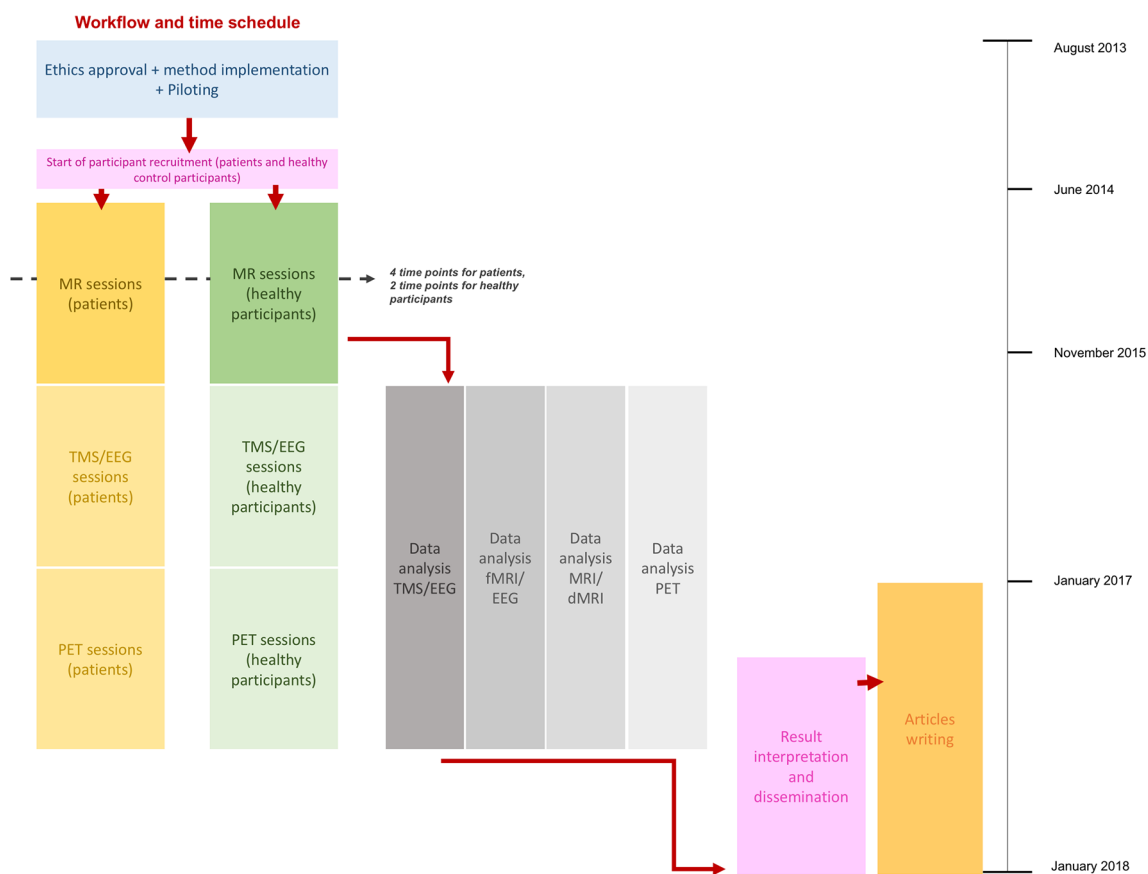 Workflow and time schedule
Ethics approval + method implementation
+ Piloting
Start of participant recruitment (patients and healthy
control participants)
MR sessions
(patients)
MR sessions
(healthy
participants)
4 time points for patients,
2 time points for healthy
participants
TMS/EEG
sessions
(patients)
TMS/EEG
sessions
(healthy
participants)
PET sessions
(patients)
PET sessions
(healthy
participants)
Data
analysis
TMS/EEG
Data
analysis
fMRI/
EEG
Data
analysis
MRI/
dMRI
Data
analysis
PET
Result
interpretation
and
dissemination
Articles
writing
August 2013
June 2014
November 2015
January 2017
January 2018